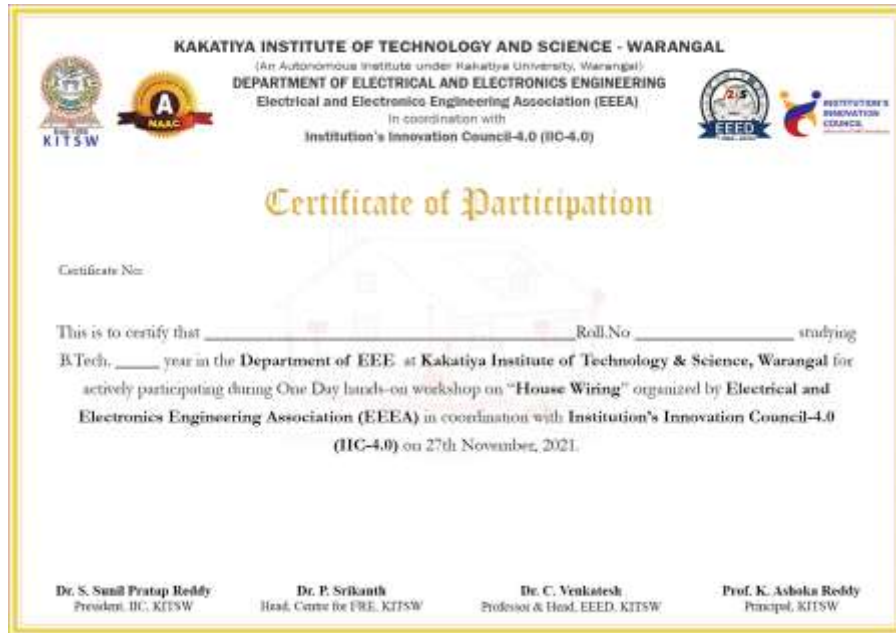 KAKATIYA INSTITUTE OF TECHNOLOGY AND SCIENCE - WARANGAL
(An Autonomous Institute under Kakatiya University, Warangal)
DEPARTMENT OF ELECTRICAL AND ELECTRONICS ENGINEERING
Electrical and Electronics Engineering Association (EEEA)
In coordination with
Institution's Innovation Council-4.0 (IIC-4.0)
KITSW
A
NAAC
EEED
INSTITUTION'S
INNOVATION
COUNCIL
Certificate of Participation
Certificate No:
This is to certify that ____ Roll.No ____ studying
B.Tech. ____ year in the Department of EEE at Kakatiya Institute of Technology & Science, Warangal for
actively participating during One Day hands-on workshop on "House Wiring" organized by Electrical and
Electronics Engineering Association (EEEA) in coordination with Institution's Innovation Council-4.0
(IIC-4.0) on 27th November, 2021.
Dr. S. Sunil Pratap Reddy
President, IIC, KITSW
Dr. P. Srikanth
Head, Centre for FRE, KITSW
Dr. C. Venkatesh
Professor & Head, EEED, KITSW
Prof. K. Ashoka Reddy
Principal, KITSW